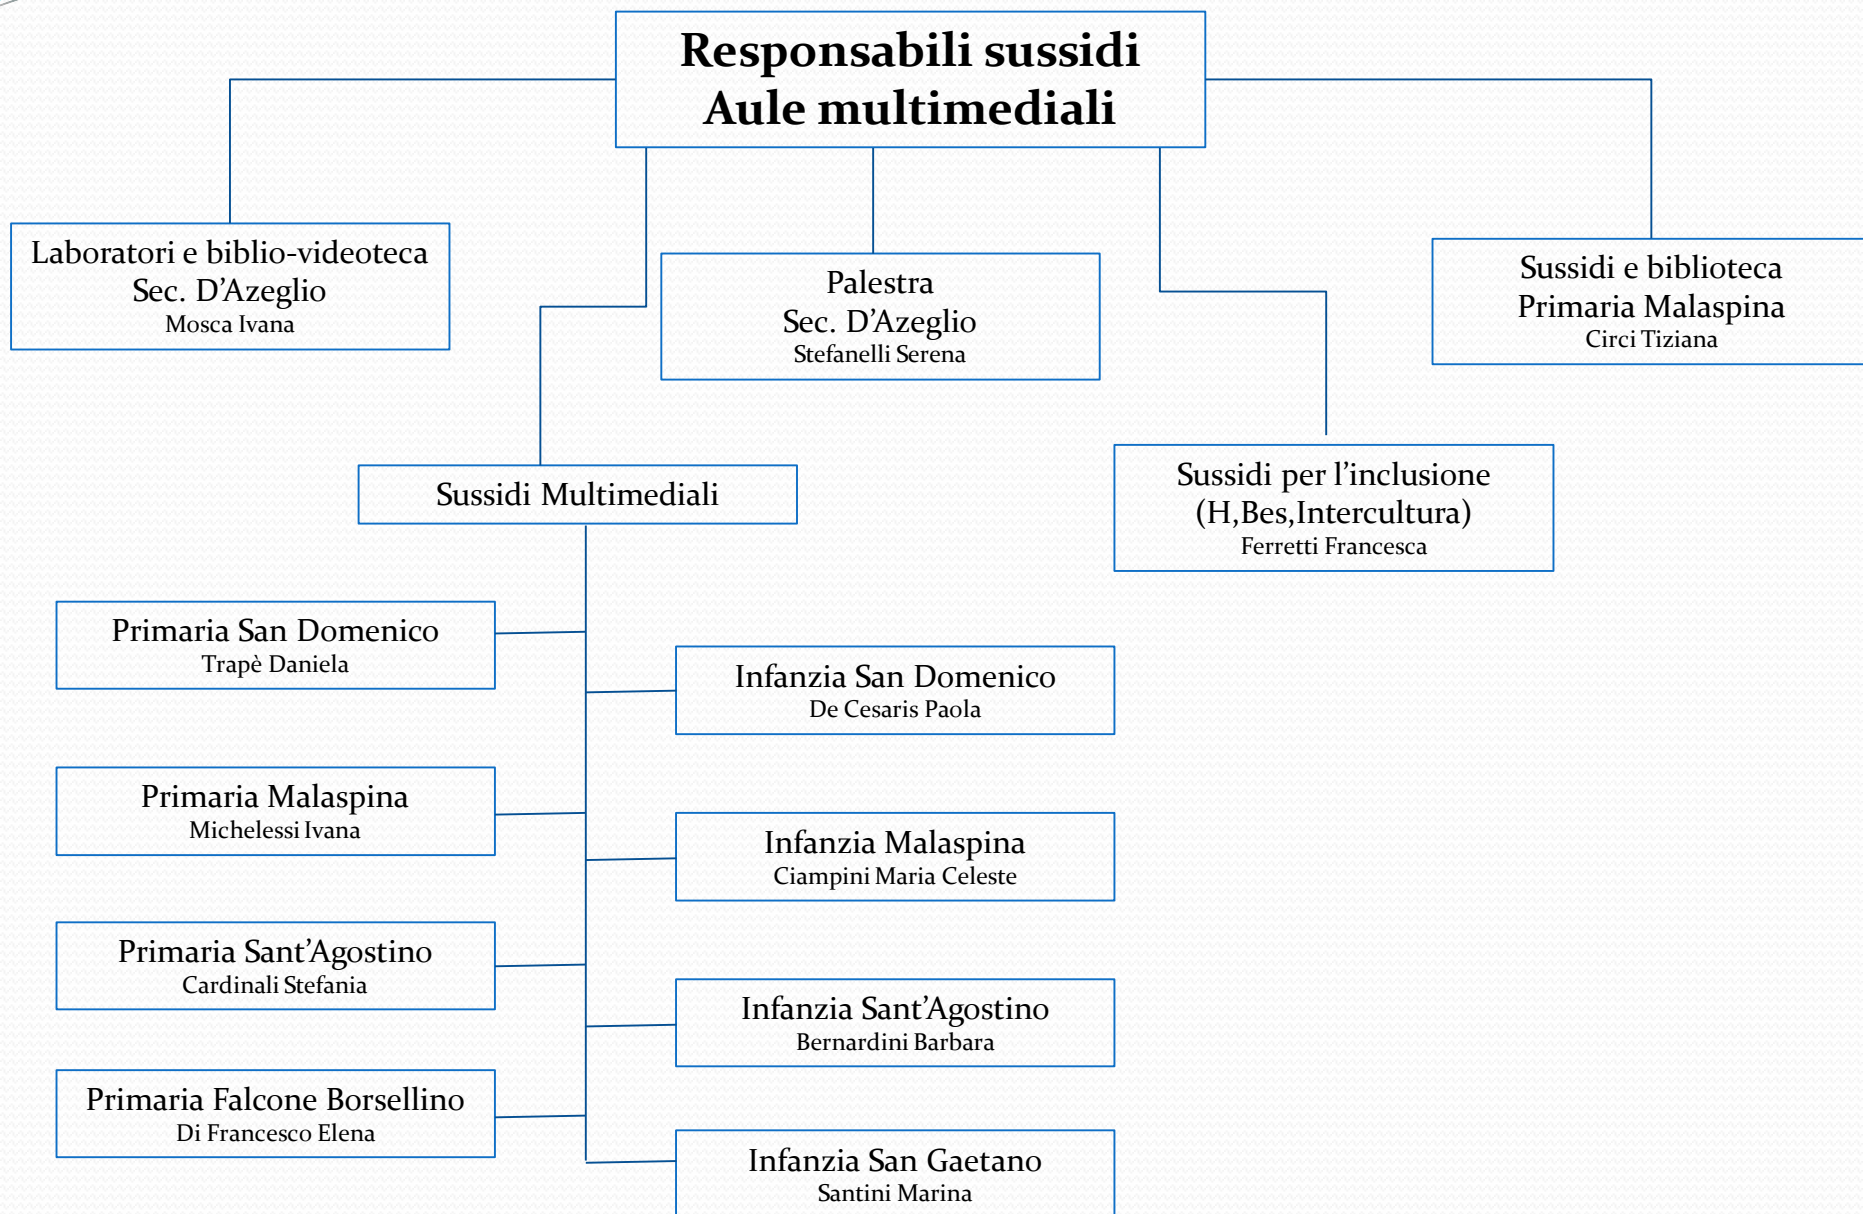 Responsabili sussidi
Aule multimediali
Laboratori e biblio-videoteca
Sec. D’Azeglio
Mosca Ivana
Palestra
Sec. D’Azeglio
Stefanelli Serena
Sussidi e biblioteca
Primaria Malaspina
Circi Tiziana
Sussidi Multimediali
Sussidi per l’inclusione
(H,Bes,Intercultura)
Ferretti Francesca
Primaria San Domenico
Trapè Daniela
Infanzia San Domenico
De Cesaris Paola
Primaria Malaspina
Michelessi Ivana
Infanzia Malaspina
Ciampini Maria Celeste
Primaria Sant’Agostino
Cardinali Stefania
Infanzia Sant’Agostino
Bernardini Barbara
Primaria Falcone Borsellino
Di Francesco Elena
Infanzia San Gaetano
Santini Marina